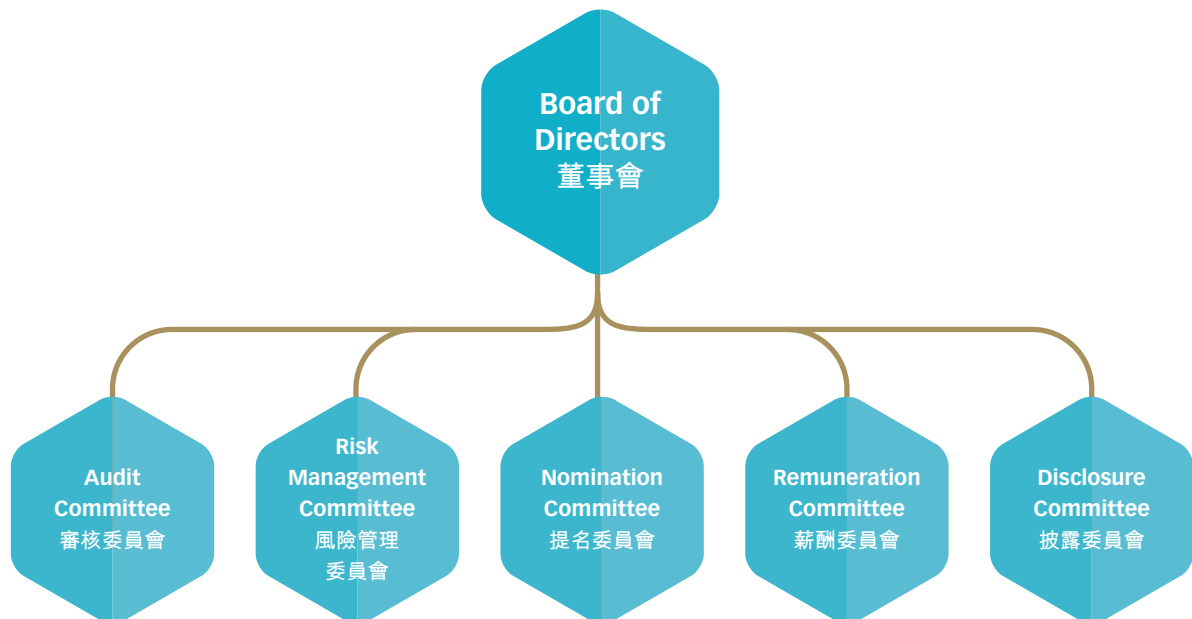 Board of
Directors
董事會
Audit
Committee
審核委員會
Risk
Management
Committee
風險管理
委員會
Nomination
Committee
提名委員會
Remuneration
Committee
薪酬委員會
Disclosure
Committee
披露委員會